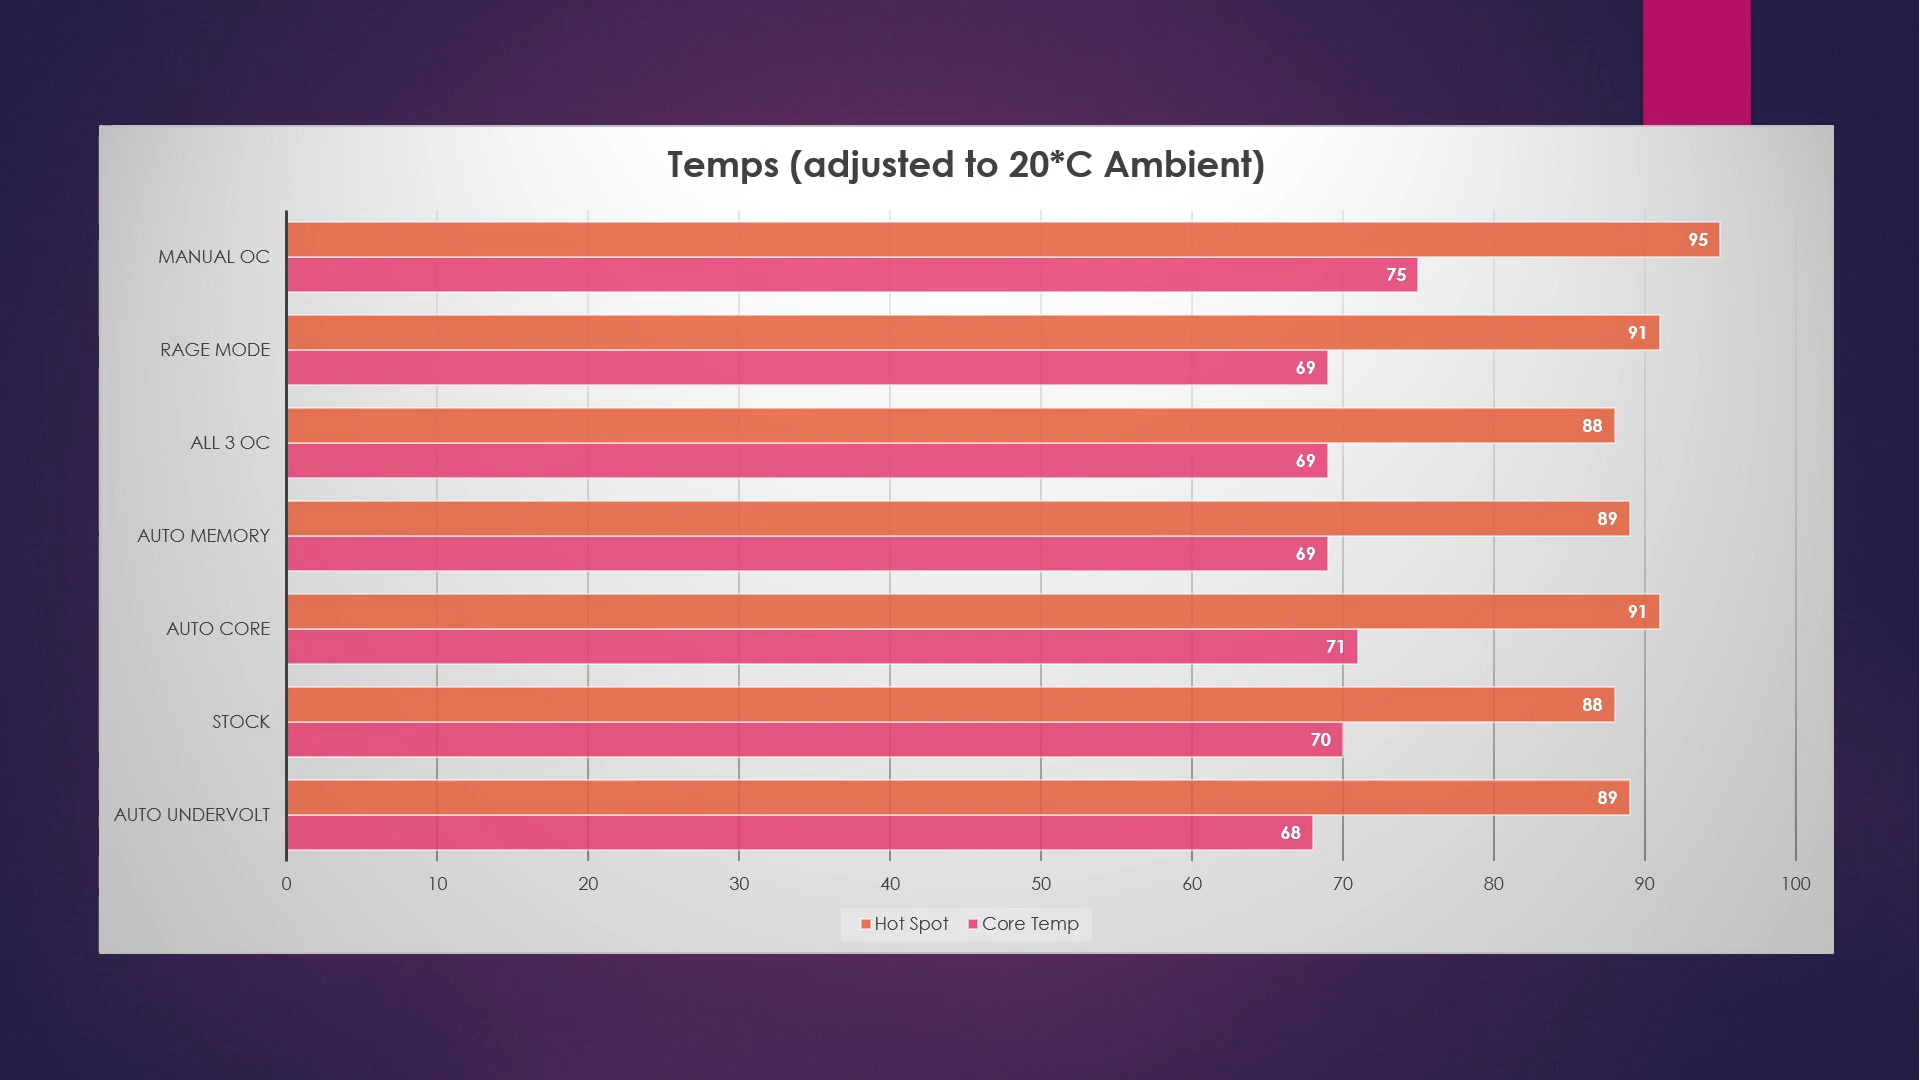 Temps (adjusted to 20*C Ambient)
MANUAL OC
95
75
RAGE MODE
91
69
ALL 3 OC
88
69
AUTO MEMORY
89
69
AUTO CORE
91
71
STOCK
88
70
AUTO UNDERVOLT
89
68
0 10 20 30 40 50 60 70 80 90 100
Hot Spot Core Temp